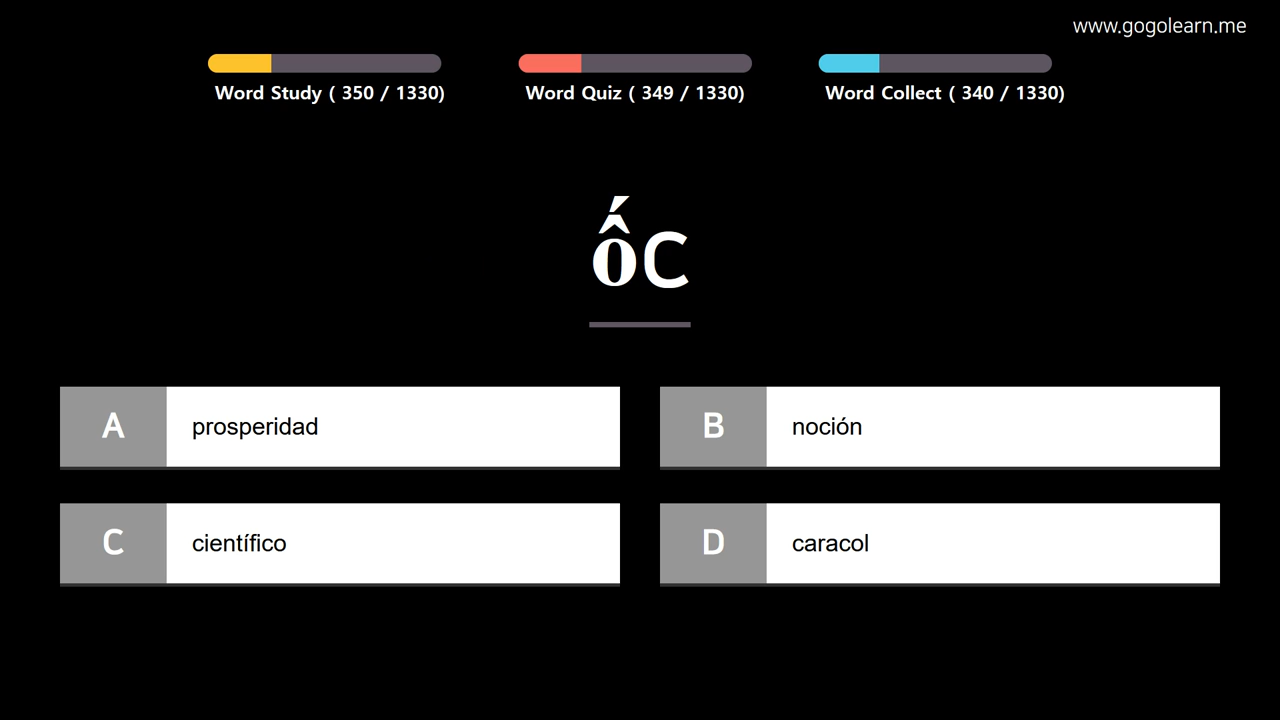 www.gogolearn.me
Word Study ( 350 / 1330)
Word Quiz ( 349 / 1330)
Word Collect ( 340 / 1330)
ốc
A prosperidad
B noción
C científico
D caracol